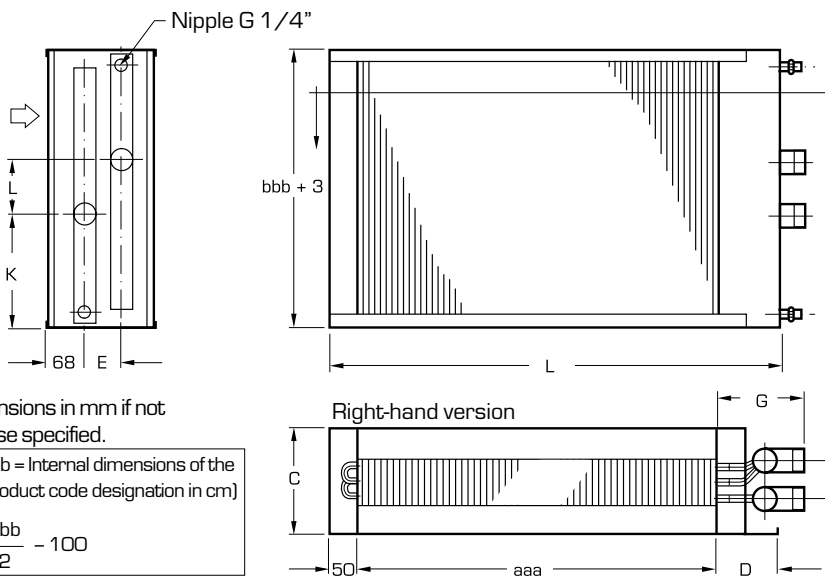 Nipple G 1/4”
L
K
68
E
bbb + 3
L
nsions in mm if not
se specified.
b = Internal dimensions of the
oduct code designation in cm)
bb
2
– 100
Right-hand version
G
C
50
aaa
D